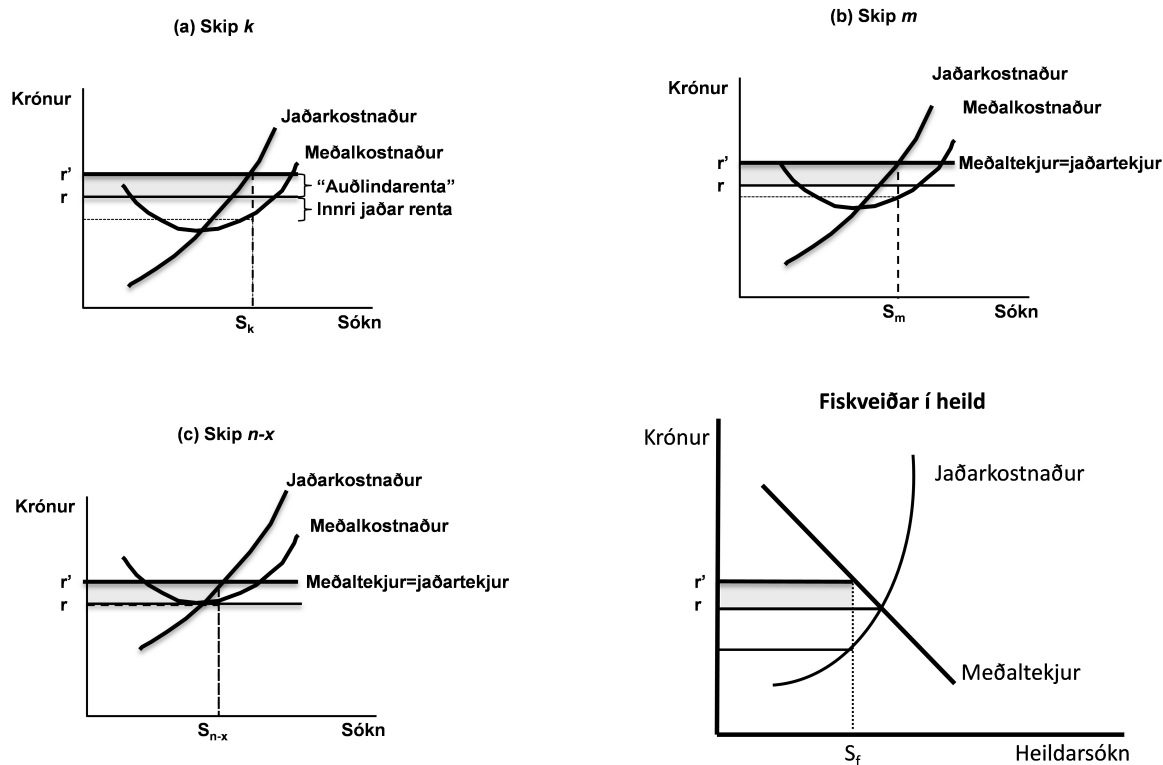 (a) Skip k
Krónur
Jaðarkostnaður
Meðalkostnaður
r’
“Auðlindarenta”
r
Innri jaðar renta
Sk
Sókn
(b) Skip m
Krónur
Jaðarkostnaður
Meðalkostnaður
r’
Meðaltekjur=jaðartekjur
r
Sm
Sókn
(c) Skip n-x
Krónur
Jaðarkostnaður
Meðalkostnaður
r’
Meðaltekjur=jaðartekjur
r
Sn-x
Sókn
Fiskveiðar í heild
Krónur
Jaðarkostnaður
r’
r
Meðaltekjur
Sf
Heildarsókn